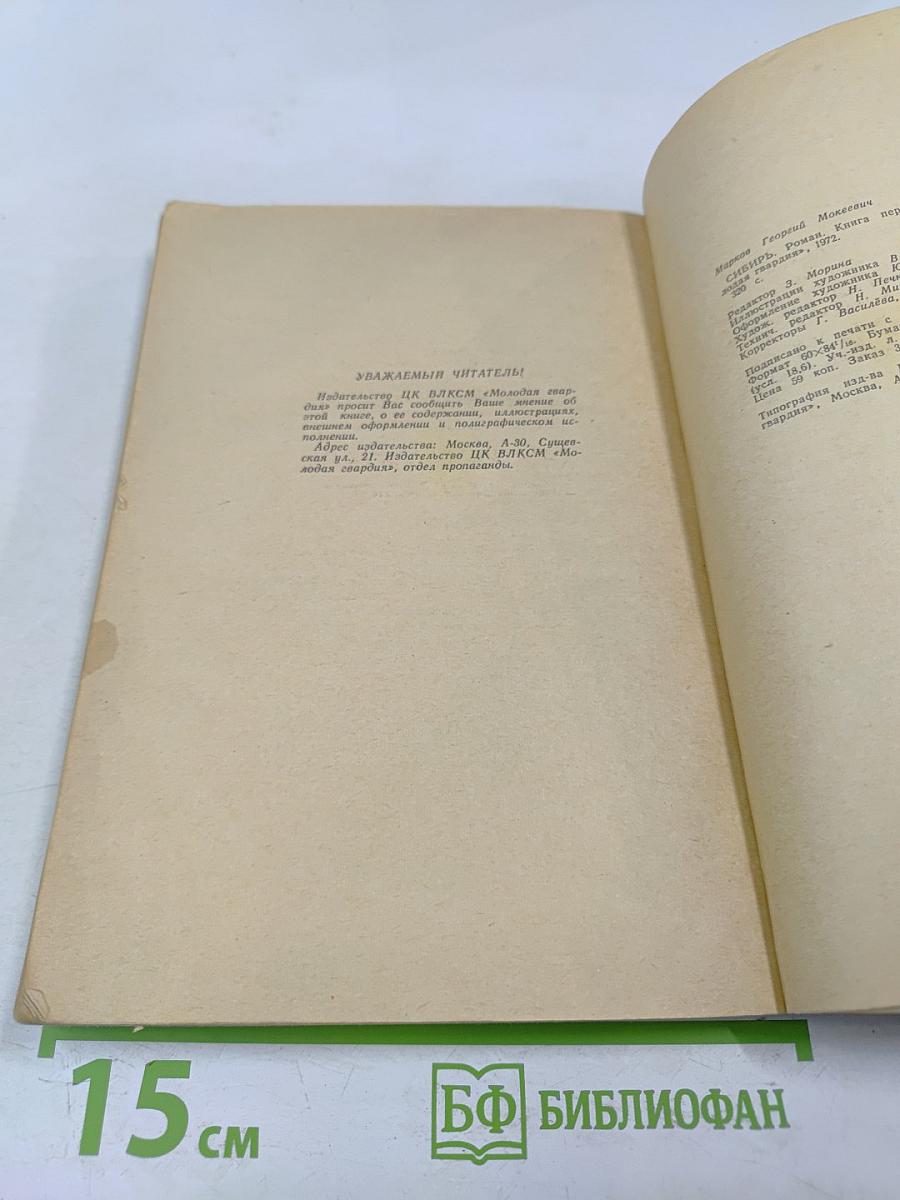 УВАЖАЕМЫЙ ЧИТАТЕЛЬ!
Издательство ЦК ВЛКСМ «Молодая гвар-
дия» просит Вас сообщить Ваше мнение об
этой книге, о ее содержании, иллюстрациях,
внешнем оформлении и полиграфическом ис-
полнении.
Адрес издательства: Москва, А-30, Сущев-
ская ул., 21. Издательство ЦК ВЛКСМ «Мо-
лодая гвардия», отдел пропаганды.
Марков Георгий Мокеевич
СИБИРЬ. Роман. Книга пер
лодая гвардия», 1972.
320 с.
Редактор З. Морина
Иллюстрации художника В.
Оформление художника Ю
Худож. редактор Н. Печн
Технич. редактор Н. Ми
Корректоры Г. Василёва,
Подписано к печати с
Формат 60×84¹/₁₆. Бума
(усл. 18,6). Уч.-изд. л.
Цена 59 коп. Заказ 3
Типография изд-ва
гвардия», Москва, А
15 см
БФ БИБЛИОФАН